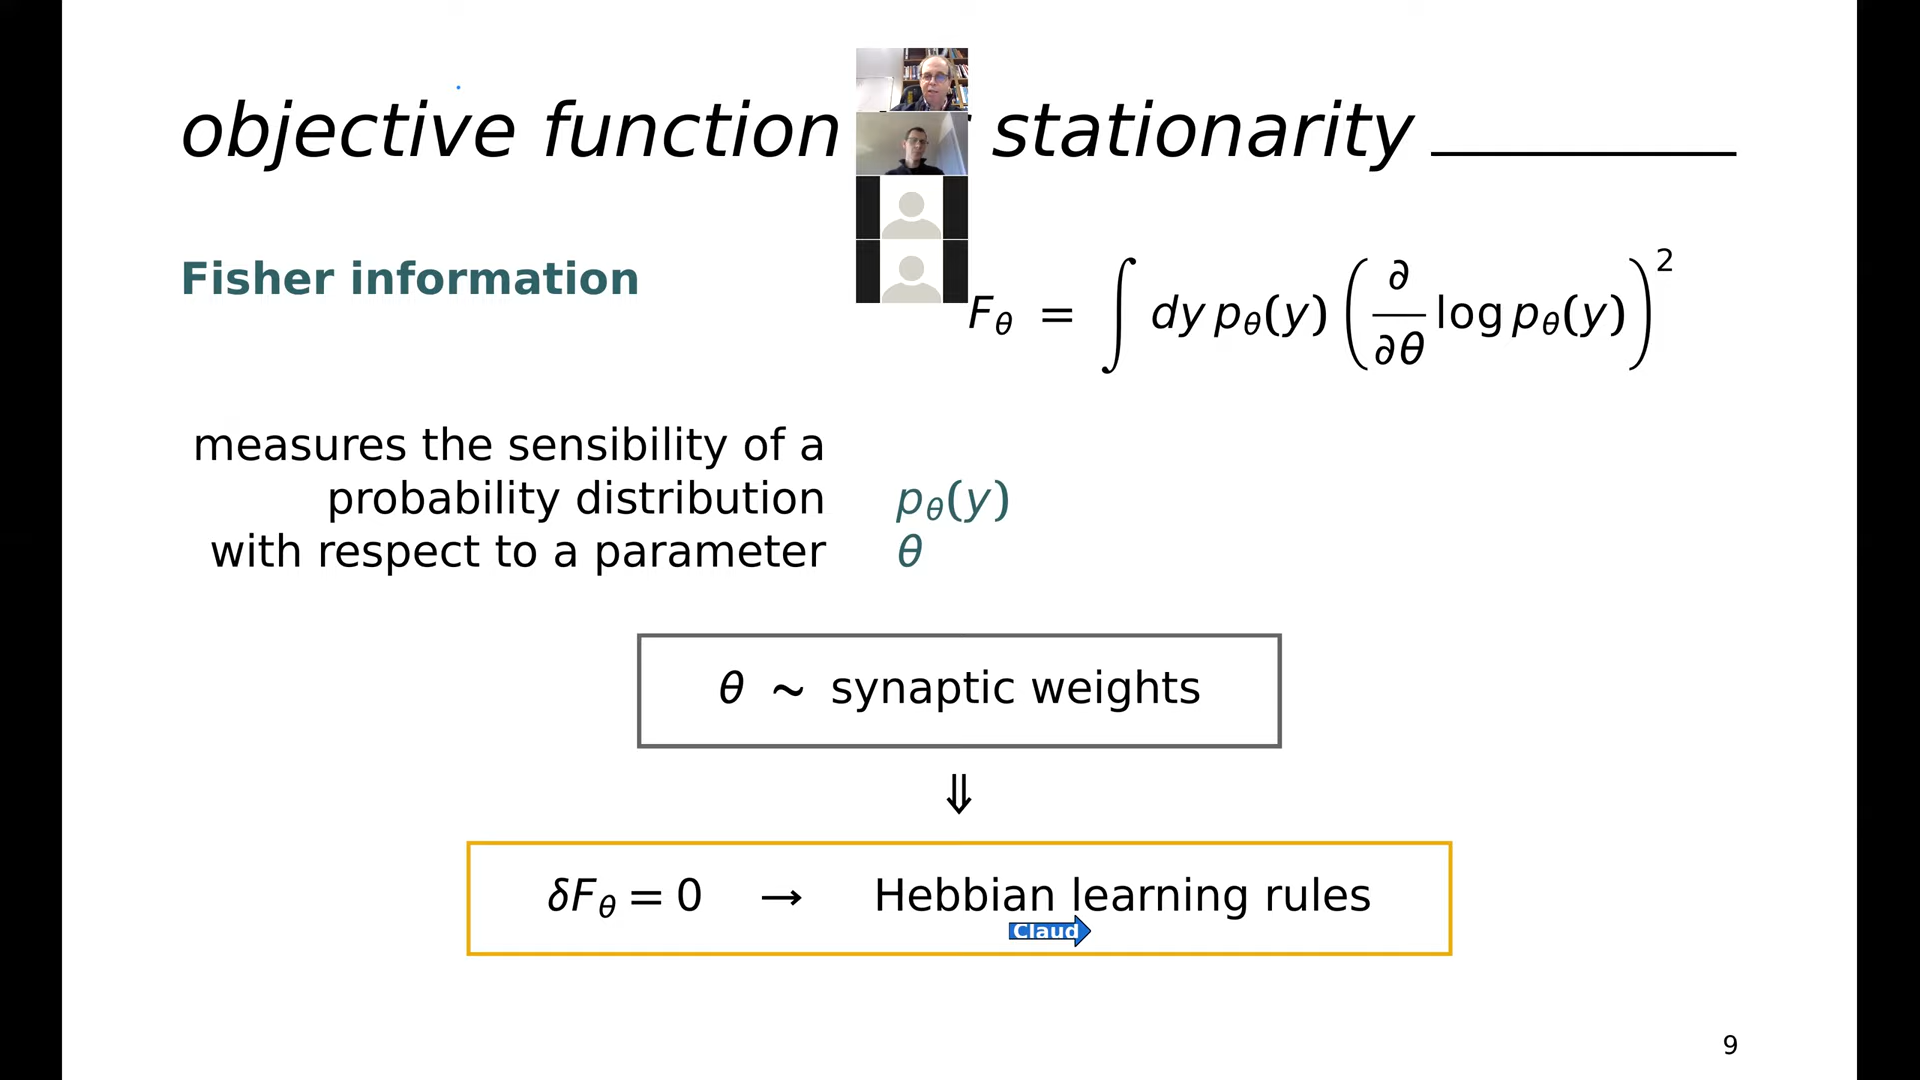 objective function stationarity
Fisher information
F_θ = ∫ dy p_θ(y) (∂/∂θ log p_θ(y))²
measures the sensibility of a
probability distribution p_θ(y)
with respect to a parameter θ
θ ~ synaptic weights
⇓
δF_θ = 0 → Hebbian learning rules
Claud
9